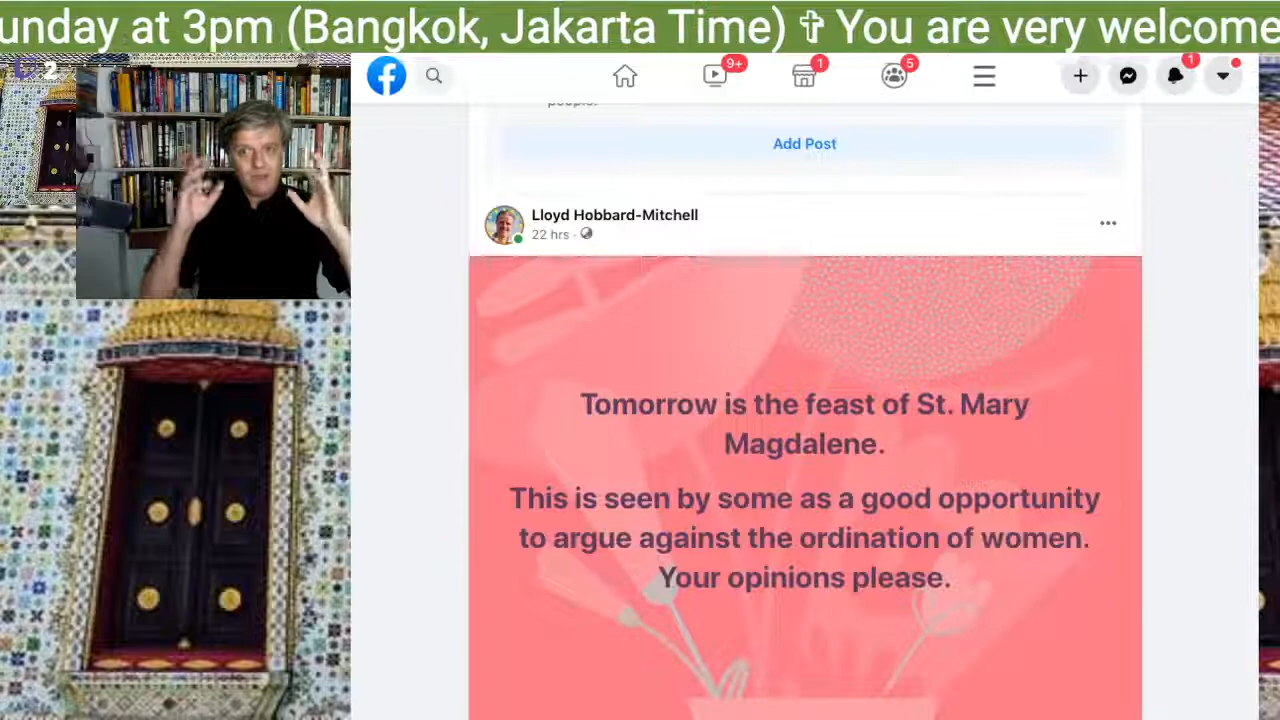 unday at 3pm (Bangkok, Jakarta Time) ✞ You are very welcome
9+
1
5
1
people.
Add Post
Lloyd Hobbard-Mitchell
22 hrs ·
Tomorrow is the feast of St. Mary
Magdalene.
This is seen by some as a good opportunity
to argue against the ordination of women.
Your opinions please.